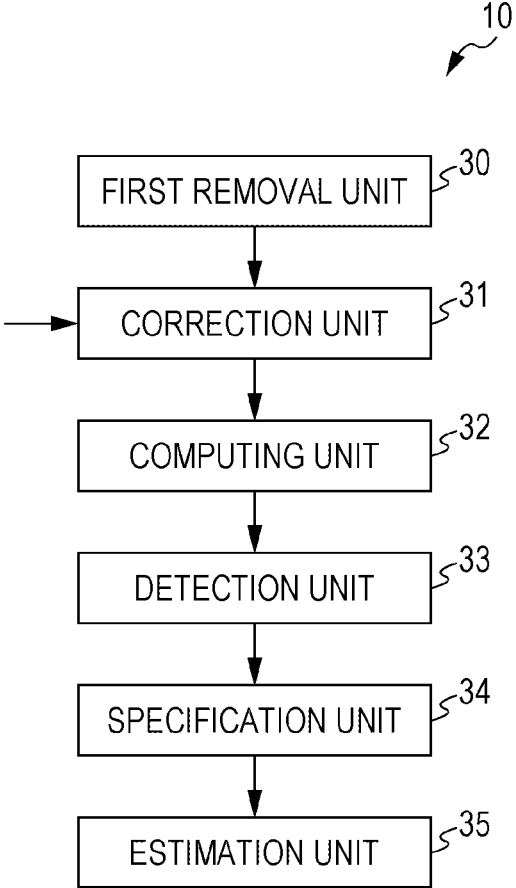 10
FIRST REMOVAL UNIT
30
CORRECTION UNIT
31
COMPUTING UNIT
32
DETECTION UNIT
33
SPECIFICATION UNIT
34
ESTIMATION UNIT
35